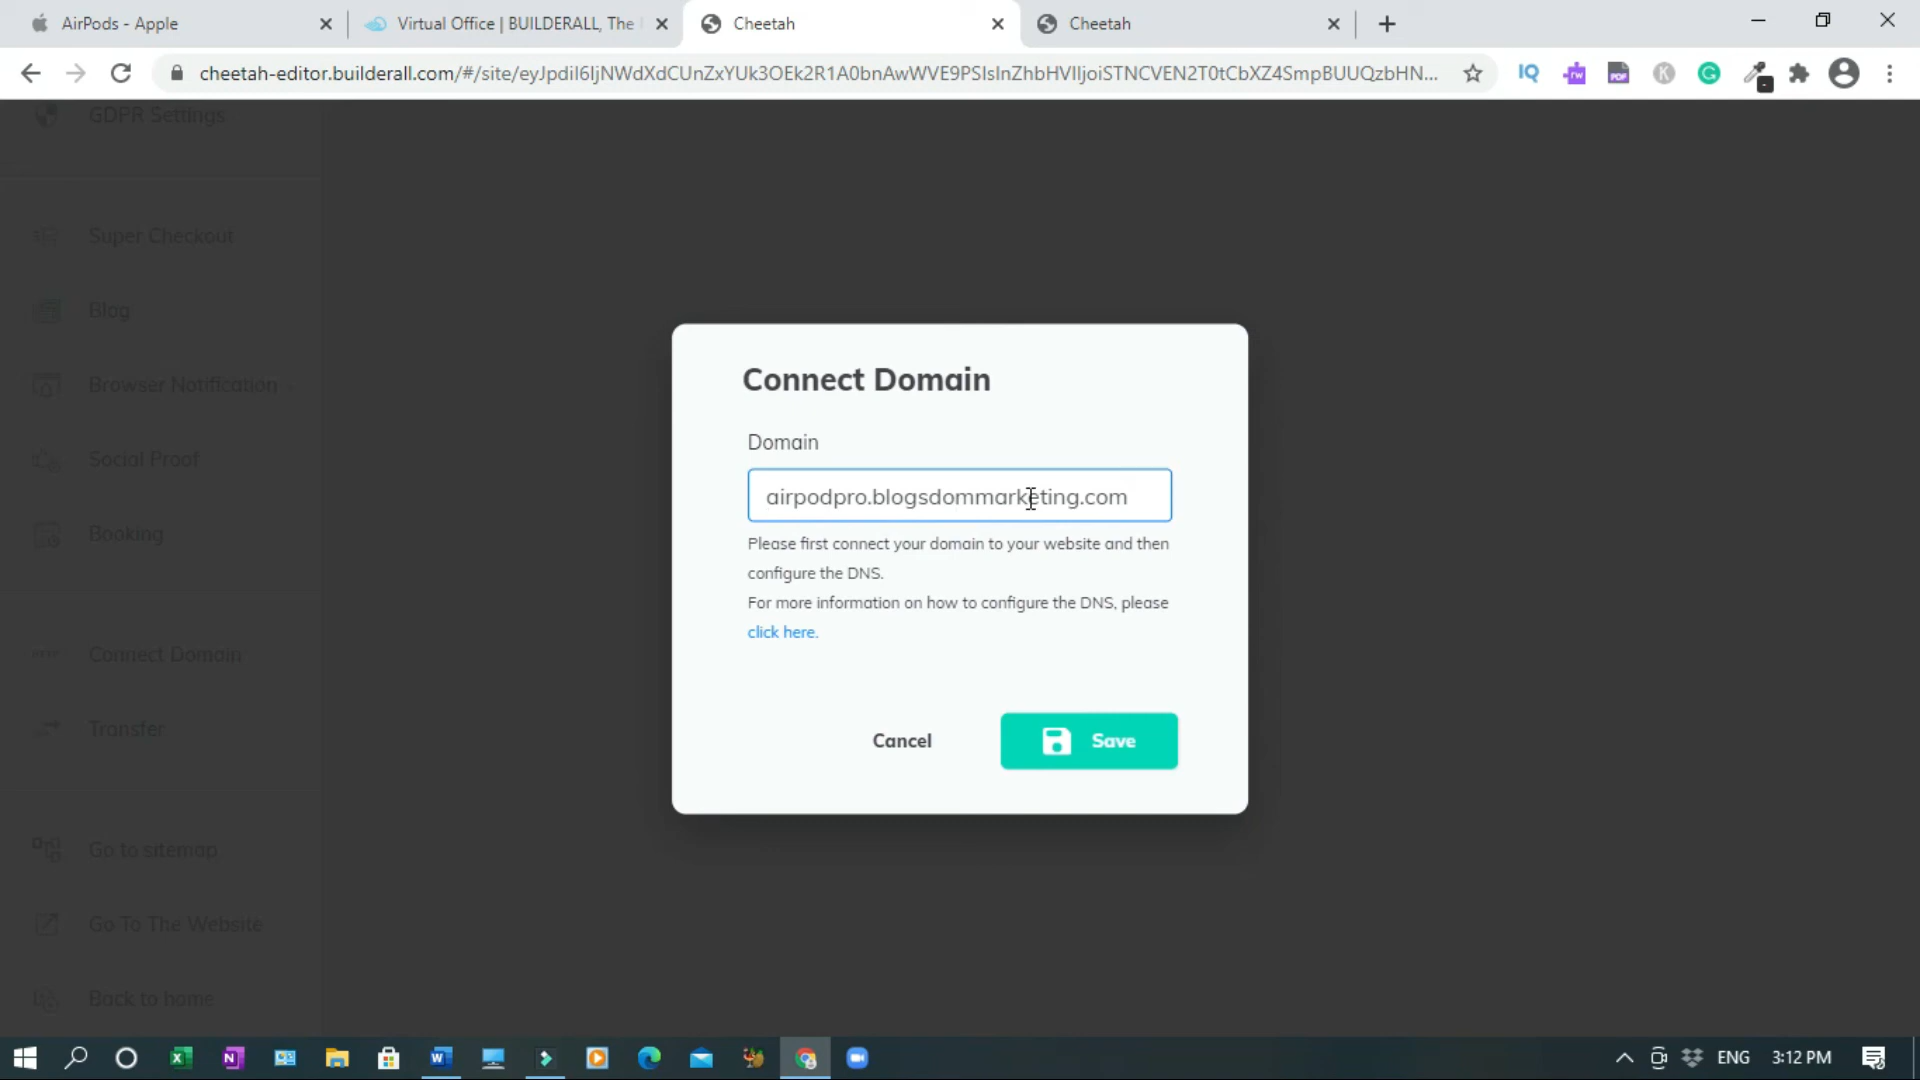 AirPods - Apple
Virtual Office | BUILDERALL, The
Cheetah
Cheetah
cheetah-editor.builderall.com/#/site/eyJpdiI6IjNWdXdCUnZxYUk3OEk2R1A0bnAwWVE9PSIsInZhbHVlIjoiSTNCVEN2T0tCbXZ4SmpBUUQzbHN...
IQ
GDPR Settings
Super Checkout
Blog
Browser Notification
Social Proof
Booking
Connect Domain
Transfer
Go to sitemap
Go To The Website
Back to home
Connect Domain
Domain
airpodpro.blogsdommarketing.com
Please first connect your domain to your website and then
configure the DNS.
For more information on how to configure the DNS, please
click here.
Cancel
Save
ENG
3:12 PM